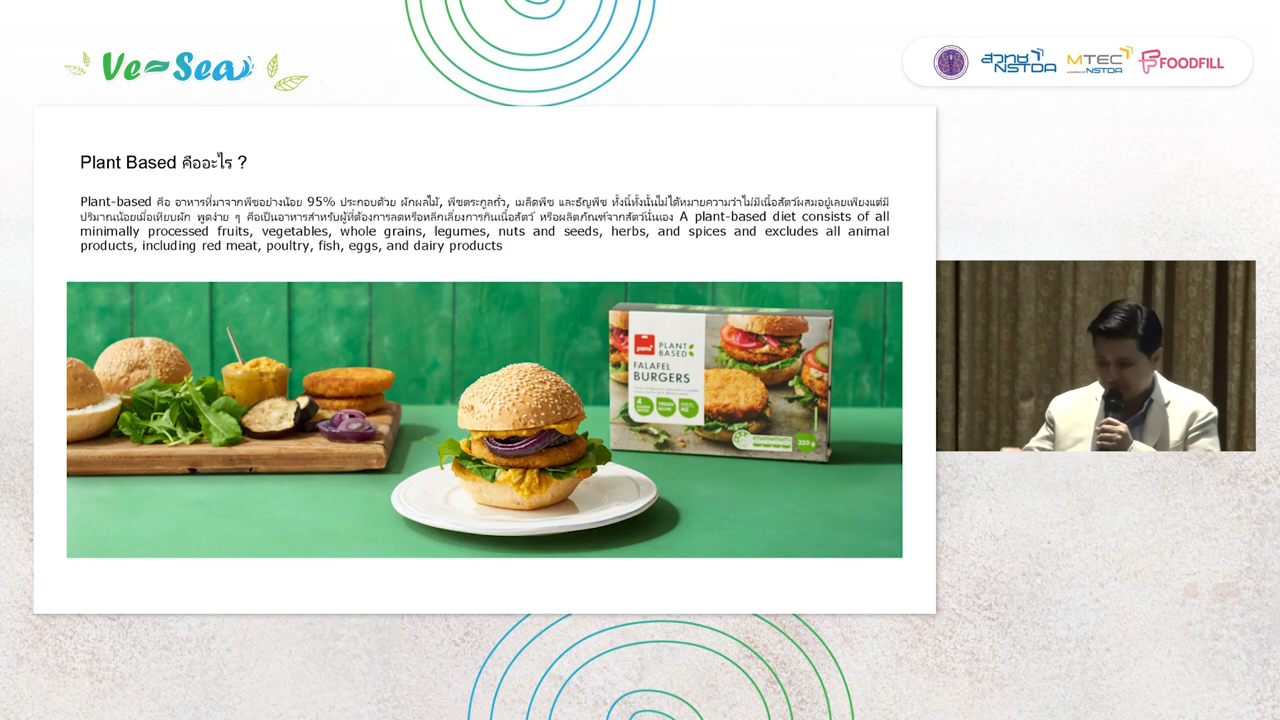 Ve-Sea
สวทช
NSTDA
MTEC
a member of NSTDA
FOODFILL
Plant Based คืออะไร ?
Plant-based คือ อาหารที่มาจากพืชอย่างน้อย 95% ประกอบด้วย ผักผลไม้, พืชตระกูลถั่ว, เมล็ดพืช และธัญพืช ทั้งนี้ทั้งนั้นไม่ได้หมายความว่าไม่มีเนื้อสัตว์ผสมอยู่เลยเพียงแต่มี
ปริมาณน้อยเมื่อเทียบผัก พูดง่าย ๆ คือเป็นอาหารสำหรับผู้ที่ต้องการลดหรือหลีกเลี่ยงการกินเนื้อสัตว์ หรือผลิตภัณฑ์จากสัตว์นั่นเอง A plant-based diet consists of all
minimally processed fruits, vegetables, whole grains, legumes, nuts and seeds, herbs, and spices and excludes all animal
products, including red meat, poultry, fish, eggs, and dairy products
PLANT
BASED
FALAFEL
BURGERS
4
320 g